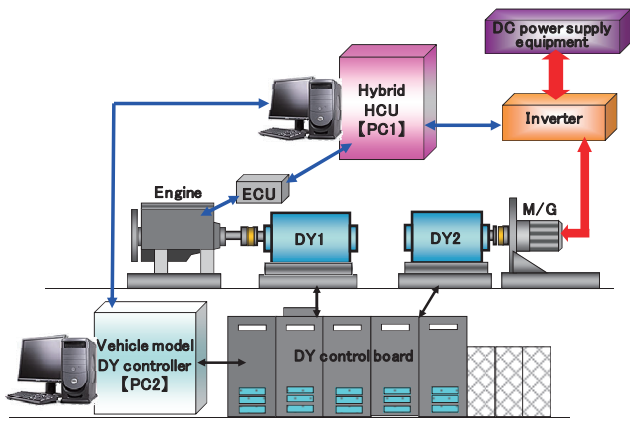 DC power supply
equipment
Hybrid
HCU
【PC1】
Inverter
Engine
ECU
M/G
DY1
DY2
Vehicle model
DY controller
【PC2】
DY control board